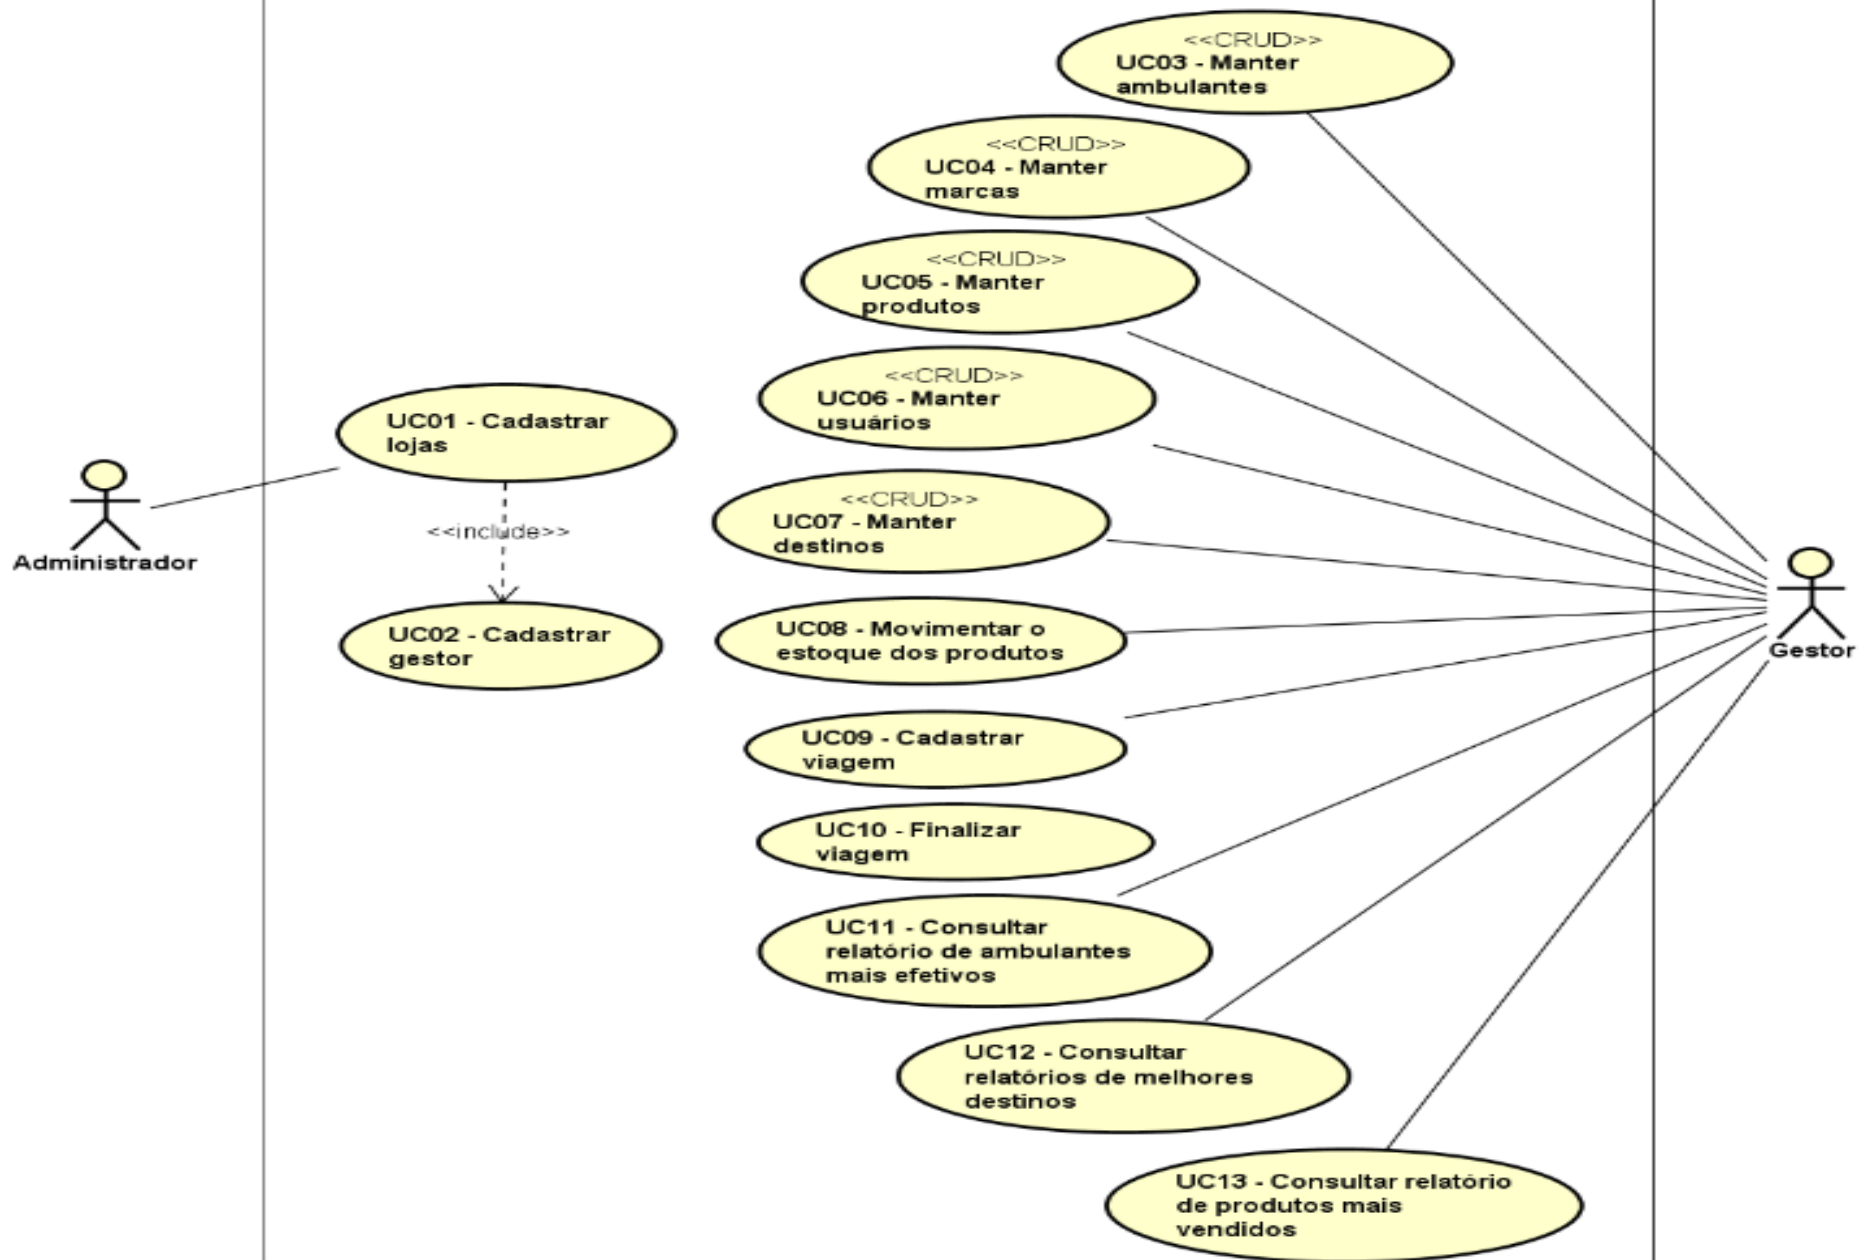 <<CRUD>>
UC03 - Manter
ambulantes
<<CRUD>>
UC04 - Manter
marcas
<<CRUD>>
UC05 - Manter
produtos
<<CRUD>>
UC06 - Manter
usuários
UC01 - Cadastrar
lojas
<<CRUD>>
UC07 - Manter
destinos
<<include>>
Administrador
UC02 - Cadastrar
gestor
UC08 - Movimentar o
estoque dos produtos
Gestor
UC09 - Cadastrar
viagem
UC10 - Finalizar
viagem
UC11 - Consultar
relatório de ambulantes
mais efetivos
UC12 - Consultar
relatórios de melhores
destinos
UC13 - Consultar relatório
de produtos mais
vendidos